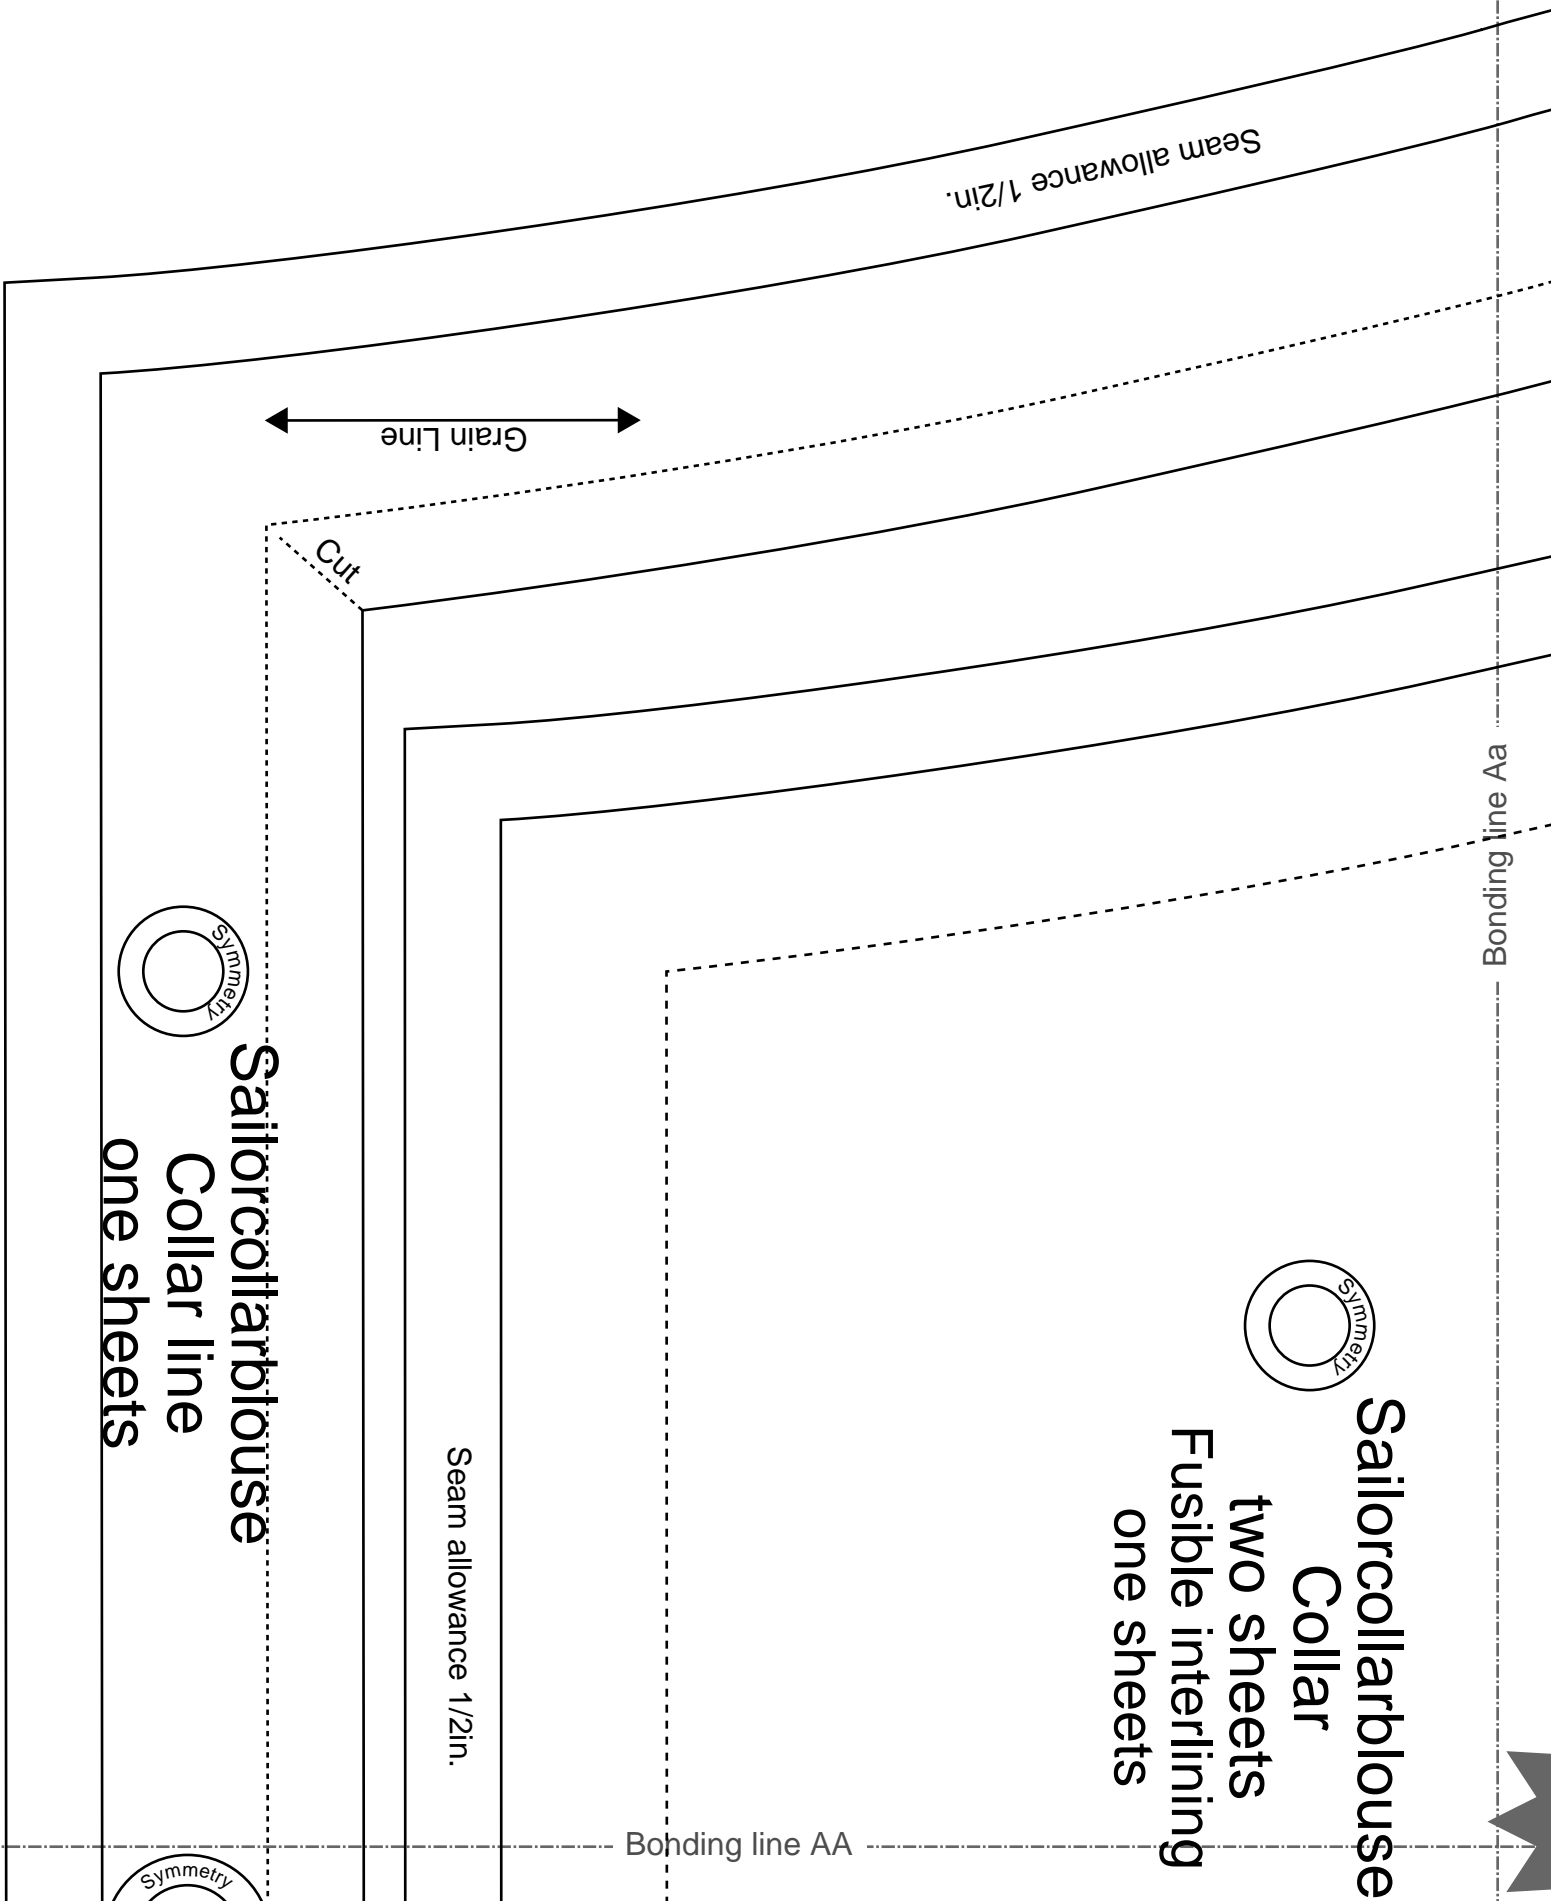 Seam allowance 1/2in.
Grain Line
Cut
Bonding line Aa
Symmetry
Sailorcollarblouse
Collar line
one sheets
Symmetry
Sailorcollarblouse
Collar
two sheets
Fusible interlining
one sheets
Seam allowance 1/2in.
Bonding line AA
Symmetry